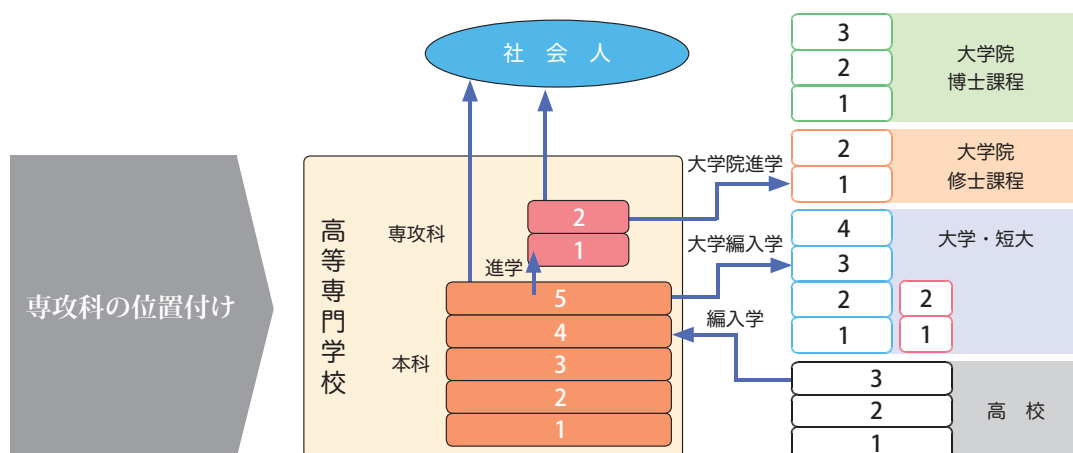 専攻科の位置付け
社 会 人
高等専門学校
専攻科
2
1
進学
本科
5
4
3
2
1
大学院進学
大学編入学
編入学
3
2
1
大学院
博士課程
2
1
大学院
修士課程
4
3
2
1
2
1
大学・短大
3
2
1
高 校